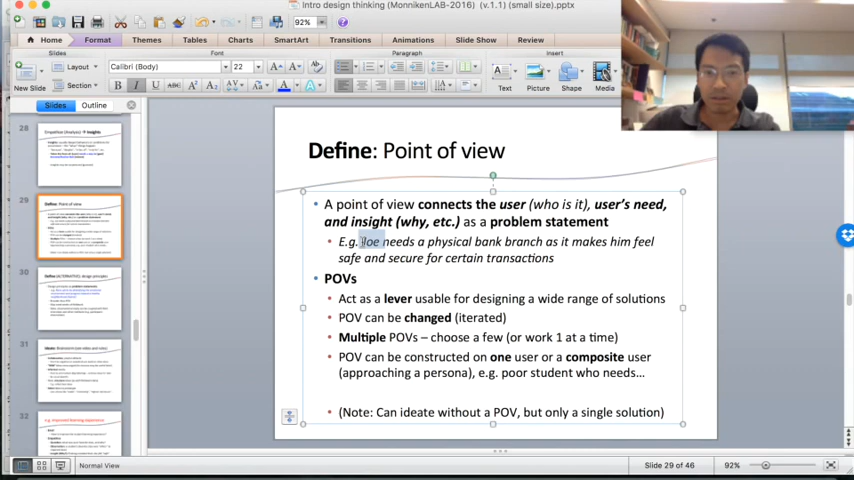 Intro design thinking (MonnikenLAB-2016) (v.1.1) (small size).pptx
92%
Home Format Themes Tables Charts SmartArt Transitions Animations Slide Show Review
Slides Font Paragraph Insert
Layout Calibri (Body) 22
New Slide Section B I U ABC Text Picture Shape Media
Slides Outline
28
29
Define: Point of view
30
31
32
Define: Point of view
A point of view connects the user (who is it), user's need,
and insight (why, etc.) as a problem statement
E.g. Joe needs a physical bank branch as it makes him feel
safe and secure for certain transactions
POVs
Act as a lever usable for designing a wide range of solutions
POV can be changed (iterated)
Multiple POVs – choose a few (or work 1 at a time)
POV can be constructed on one user or a composite user
(approaching a persona), e.g. poor student who needs…
(Note: Can ideate without a POV, but only a single solution)
Normal View Slide 29 of 46 92%